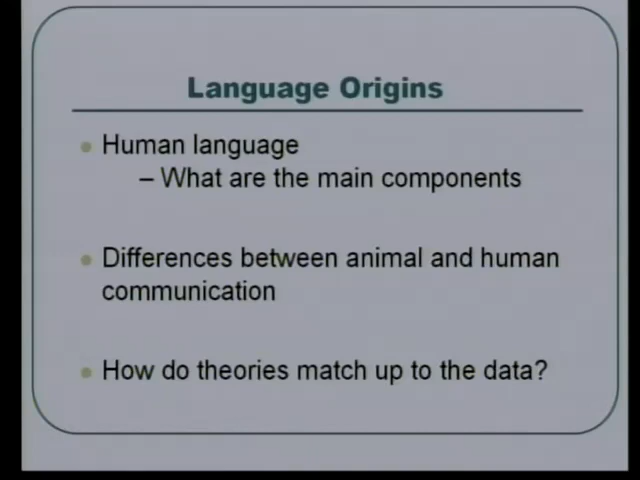 Language Origins
Human language
– What are the main components
Differences between animal and human
communication
How do theories match up to the data?